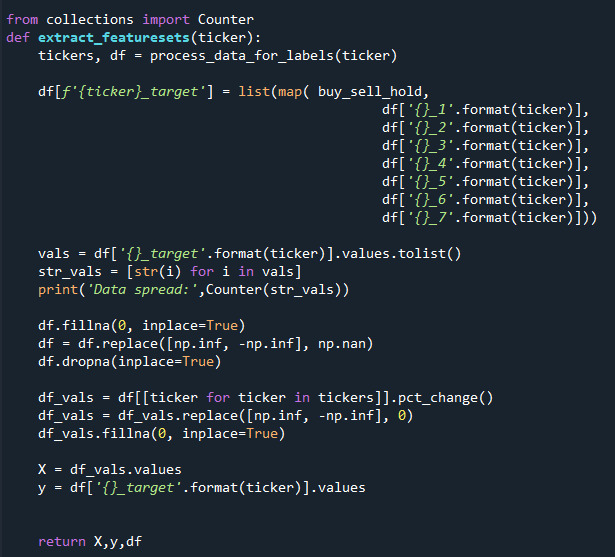 from collections import Counter
def extract_featuresets(ticker):
    tickers, df = process_data_for_labels(ticker)

    df[f'{ticker}_target'] = list(map( buy_sell_hold,
                                               df['{}_1'.format(ticker)],
                                               df['{}_2'.format(ticker)],
                                               df['{}_3'.format(ticker)],
                                               df['{}_4'.format(ticker)],
                                               df['{}_5'.format(ticker)],
                                               df['{}_6'.format(ticker)],
                                               df['{}_7'.format(ticker)]))

    vals = df['{}_target'.format(ticker)].values.tolist()
    str_vals = [str(i) for i in vals]
    print('Data spread:',Counter(str_vals))

    df.fillna(0, inplace=True)
    df = df.replace([np.inf, -np.inf], np.nan)
    df.dropna(inplace=True)

    df_vals = df[[ticker for ticker in tickers]].pct_change()
    df_vals = df_vals.replace([np.inf, -np.inf], 0)
    df_vals.fillna(0, inplace=True)

    X = df_vals.values
    y = df['{}_target'.format(ticker)].values


    return X,y,df